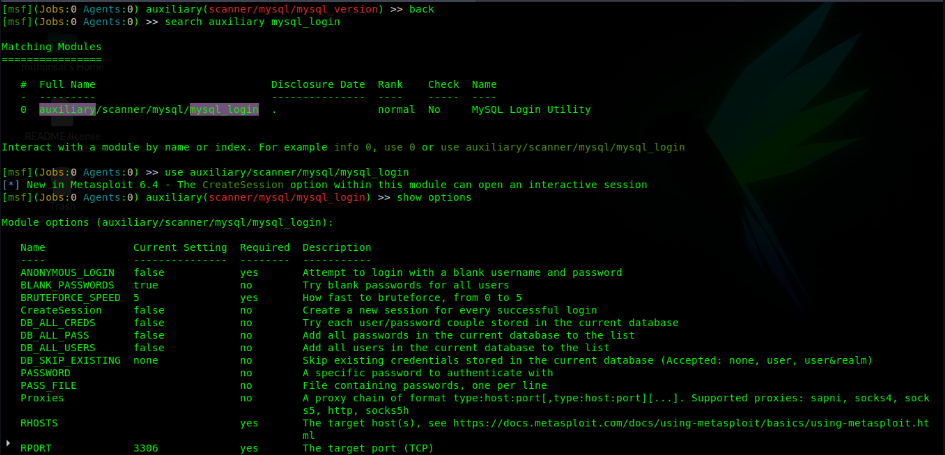 [msf](Jobs:0 Agents:0) auxiliary(scanner/mysql/mysql_version) >> back
[msf](Jobs:0 Agents:0) >> search auxiliary mysql_login

Matching Modules
================

   #  Full Name                            Disclosure Date  Rank    Check  Name
   -  ---------                            ---------------  ----    -----  ----
   0  auxiliary/scanner/mysql/mysql_login  .                normal  No     MySQL Login Utility
README.license

Interact with a module by name or index. For example info 0, use 0 or use auxiliary/scanner/mysql/mysql_login

[msf](Jobs:0 Agents:0) >> use auxiliary/scanner/mysql/mysql_login
[*] New in Metasploit 6.4 - The CreateSession option within this module can open an interactive session
[msf](Jobs:0 Agents:0) auxiliary(scanner/mysql/mysql_login) >> show options

Module options (auxiliary/scanner/mysql/mysql_login):

   Name              Current Setting  Required  Description
   ----              ---------------  --------  -----------
   ANONYMOUS_LOGIN   false            yes       Attempt to login with a blank username and password
   BLANK_PASSWORDS   true             no        Try blank passwords for all users
   BRUTEFORCE_SPEED  5                yes       How fast to bruteforce, from 0 to 5
   CreateSession     false            no        Create a new session for every successful login
   DB_ALL_CREDS      false            no        Try each user/password couple stored in the current database
   DB_ALL_PASS       false            no        Add all passwords in the current database to the list
   DB_ALL_USERS      false            no        Add all users in the current database to the list
   DB_SKIP_EXISTING  none             no        Skip existing credentials stored in the current database (Accepted: none, user, user&realm)
   PASSWORD                           no        A specific password to authenticate with
   PASS_FILE                          no        File containing passwords, one per line
   Proxies                            no        A proxy chain of format type:host:port[,type:host:port][...]. Supported proxies: sapni, socks4, sock
                                                s5, http, socks5h
   RHOSTS                             yes       The target host(s), see https://docs.metasploit.com/docs/using-metasploit/basics/using-metasploit.ht
                                                ml
   RPORT             3306             yes       The target port (TCP)